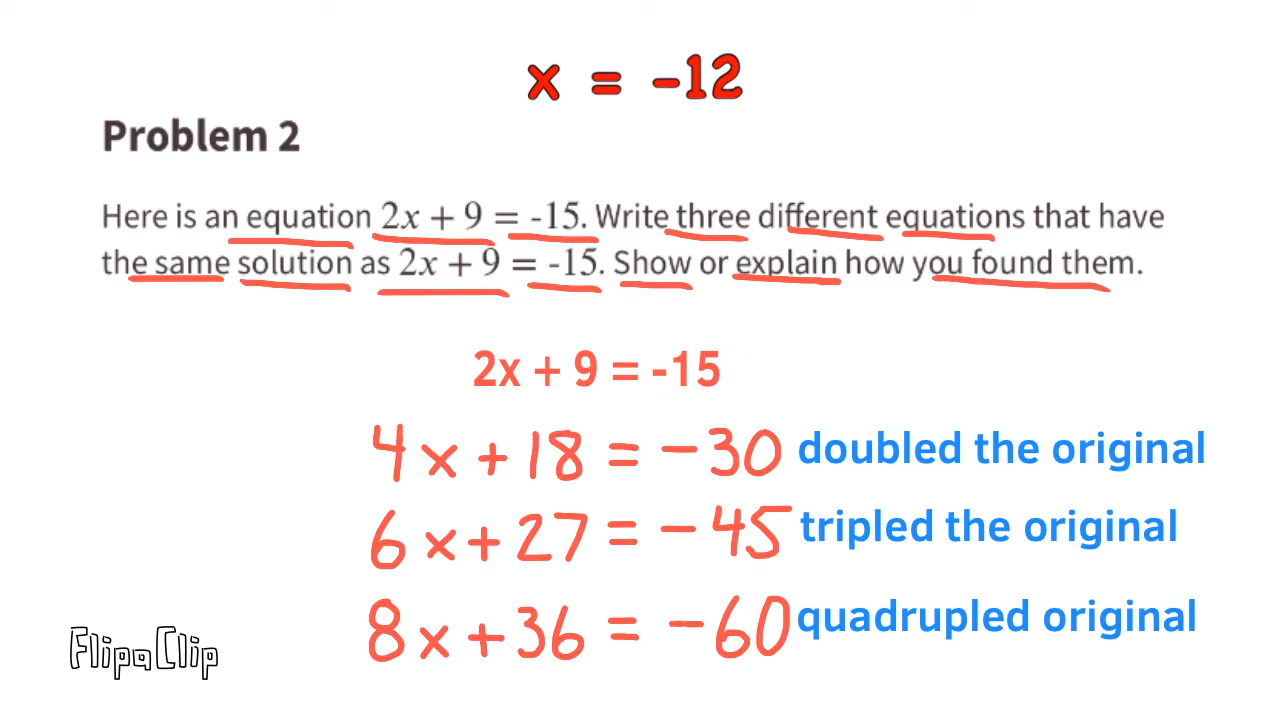 x = -12
Problem 2
Here is an equation 2x + 9 = -15. Write three different equations that have
the same solution as 2x + 9 = -15. Show or explain how you found them.
2x + 9 = -15
4x + 18 = -30 doubled the original
6x + 27 = -45 tripled the original
8x + 36 = -60 quadrupled original
FlipaClip